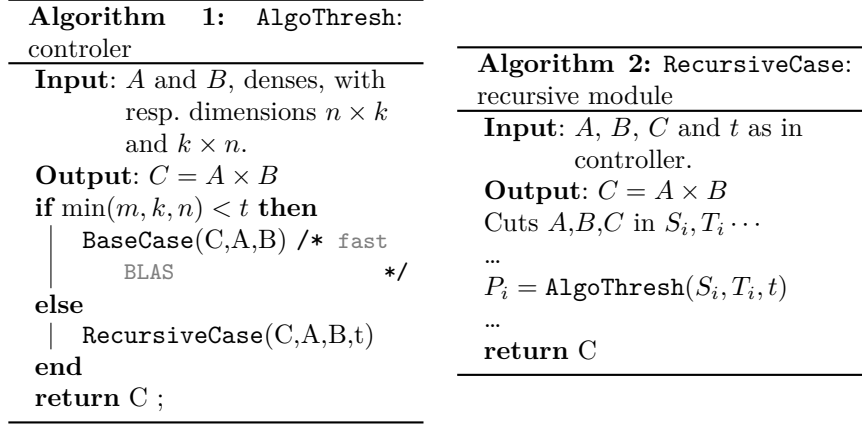 Algorithm 1: AlgoThresh:
controler
Input: A and B, denses, with
resp. dimensions n × k
and k × n.
Output: C = A × B
if min(m, k, n) < t then
BaseCase(C,A,B) /* fast
BLAS */
else
RecursiveCase(C,A,B,t)
end
return C ;
Algorithm 2: RecursiveCase:
recursive module
Input: A, B, C and t as in
controller.
Output: C = A × B
Cuts A,B,C in S_i, T_i ⋯
…
P_i = AlgoThresh(S_i, T_i, t)
…
return C